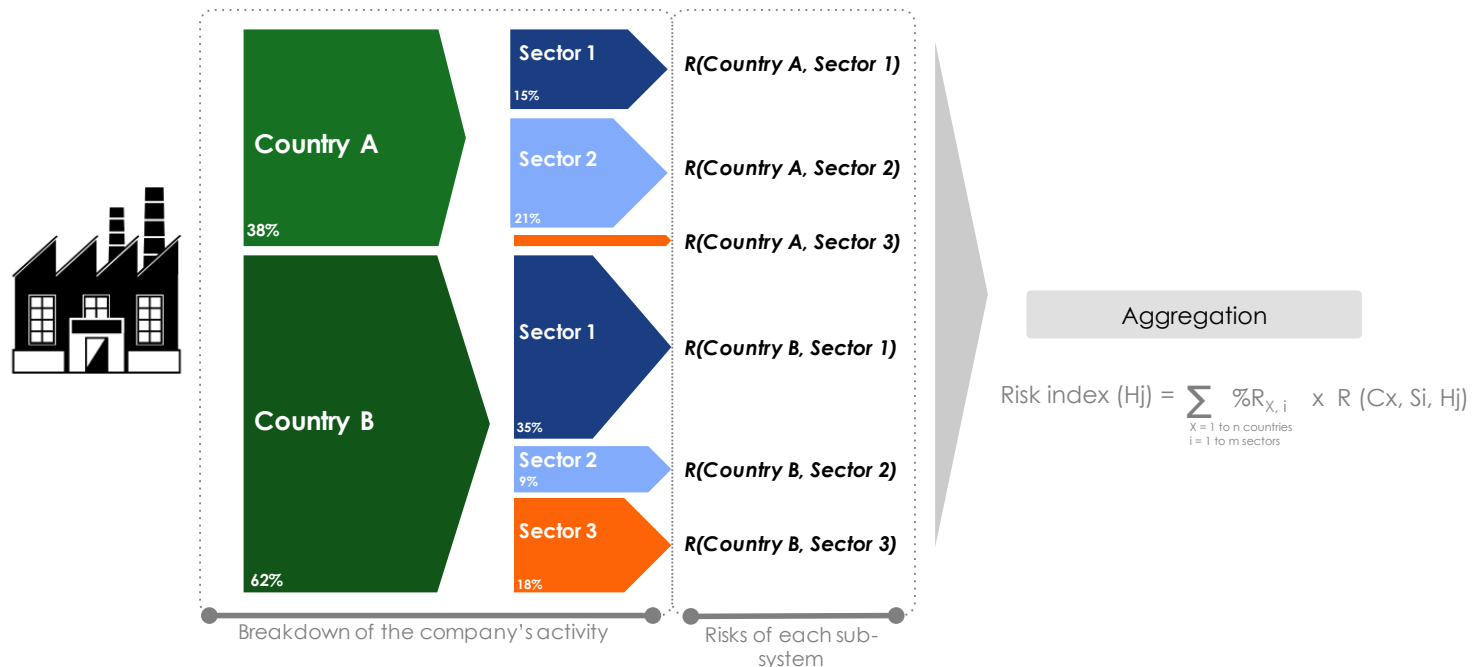 Country A
38%
Sector 1
15%
R(Country A, Sector 1)
Sector 2
21%
R(Country A, Sector 2)
R(Country A, Sector 3)
Country B
62%
Sector 1
35%
R(Country B, Sector 1)
Sector 2
9%
R(Country B, Sector 2)
Sector 3
18%
R(Country B, Sector 3)
Breakdown of the company’s activity
Risks of each sub-
system
Aggregation
Risk index (Hj) = ∑ %R X, i x R (Cx, Si, Hj)
X = 1 to n countries
i = 1 to m sectors